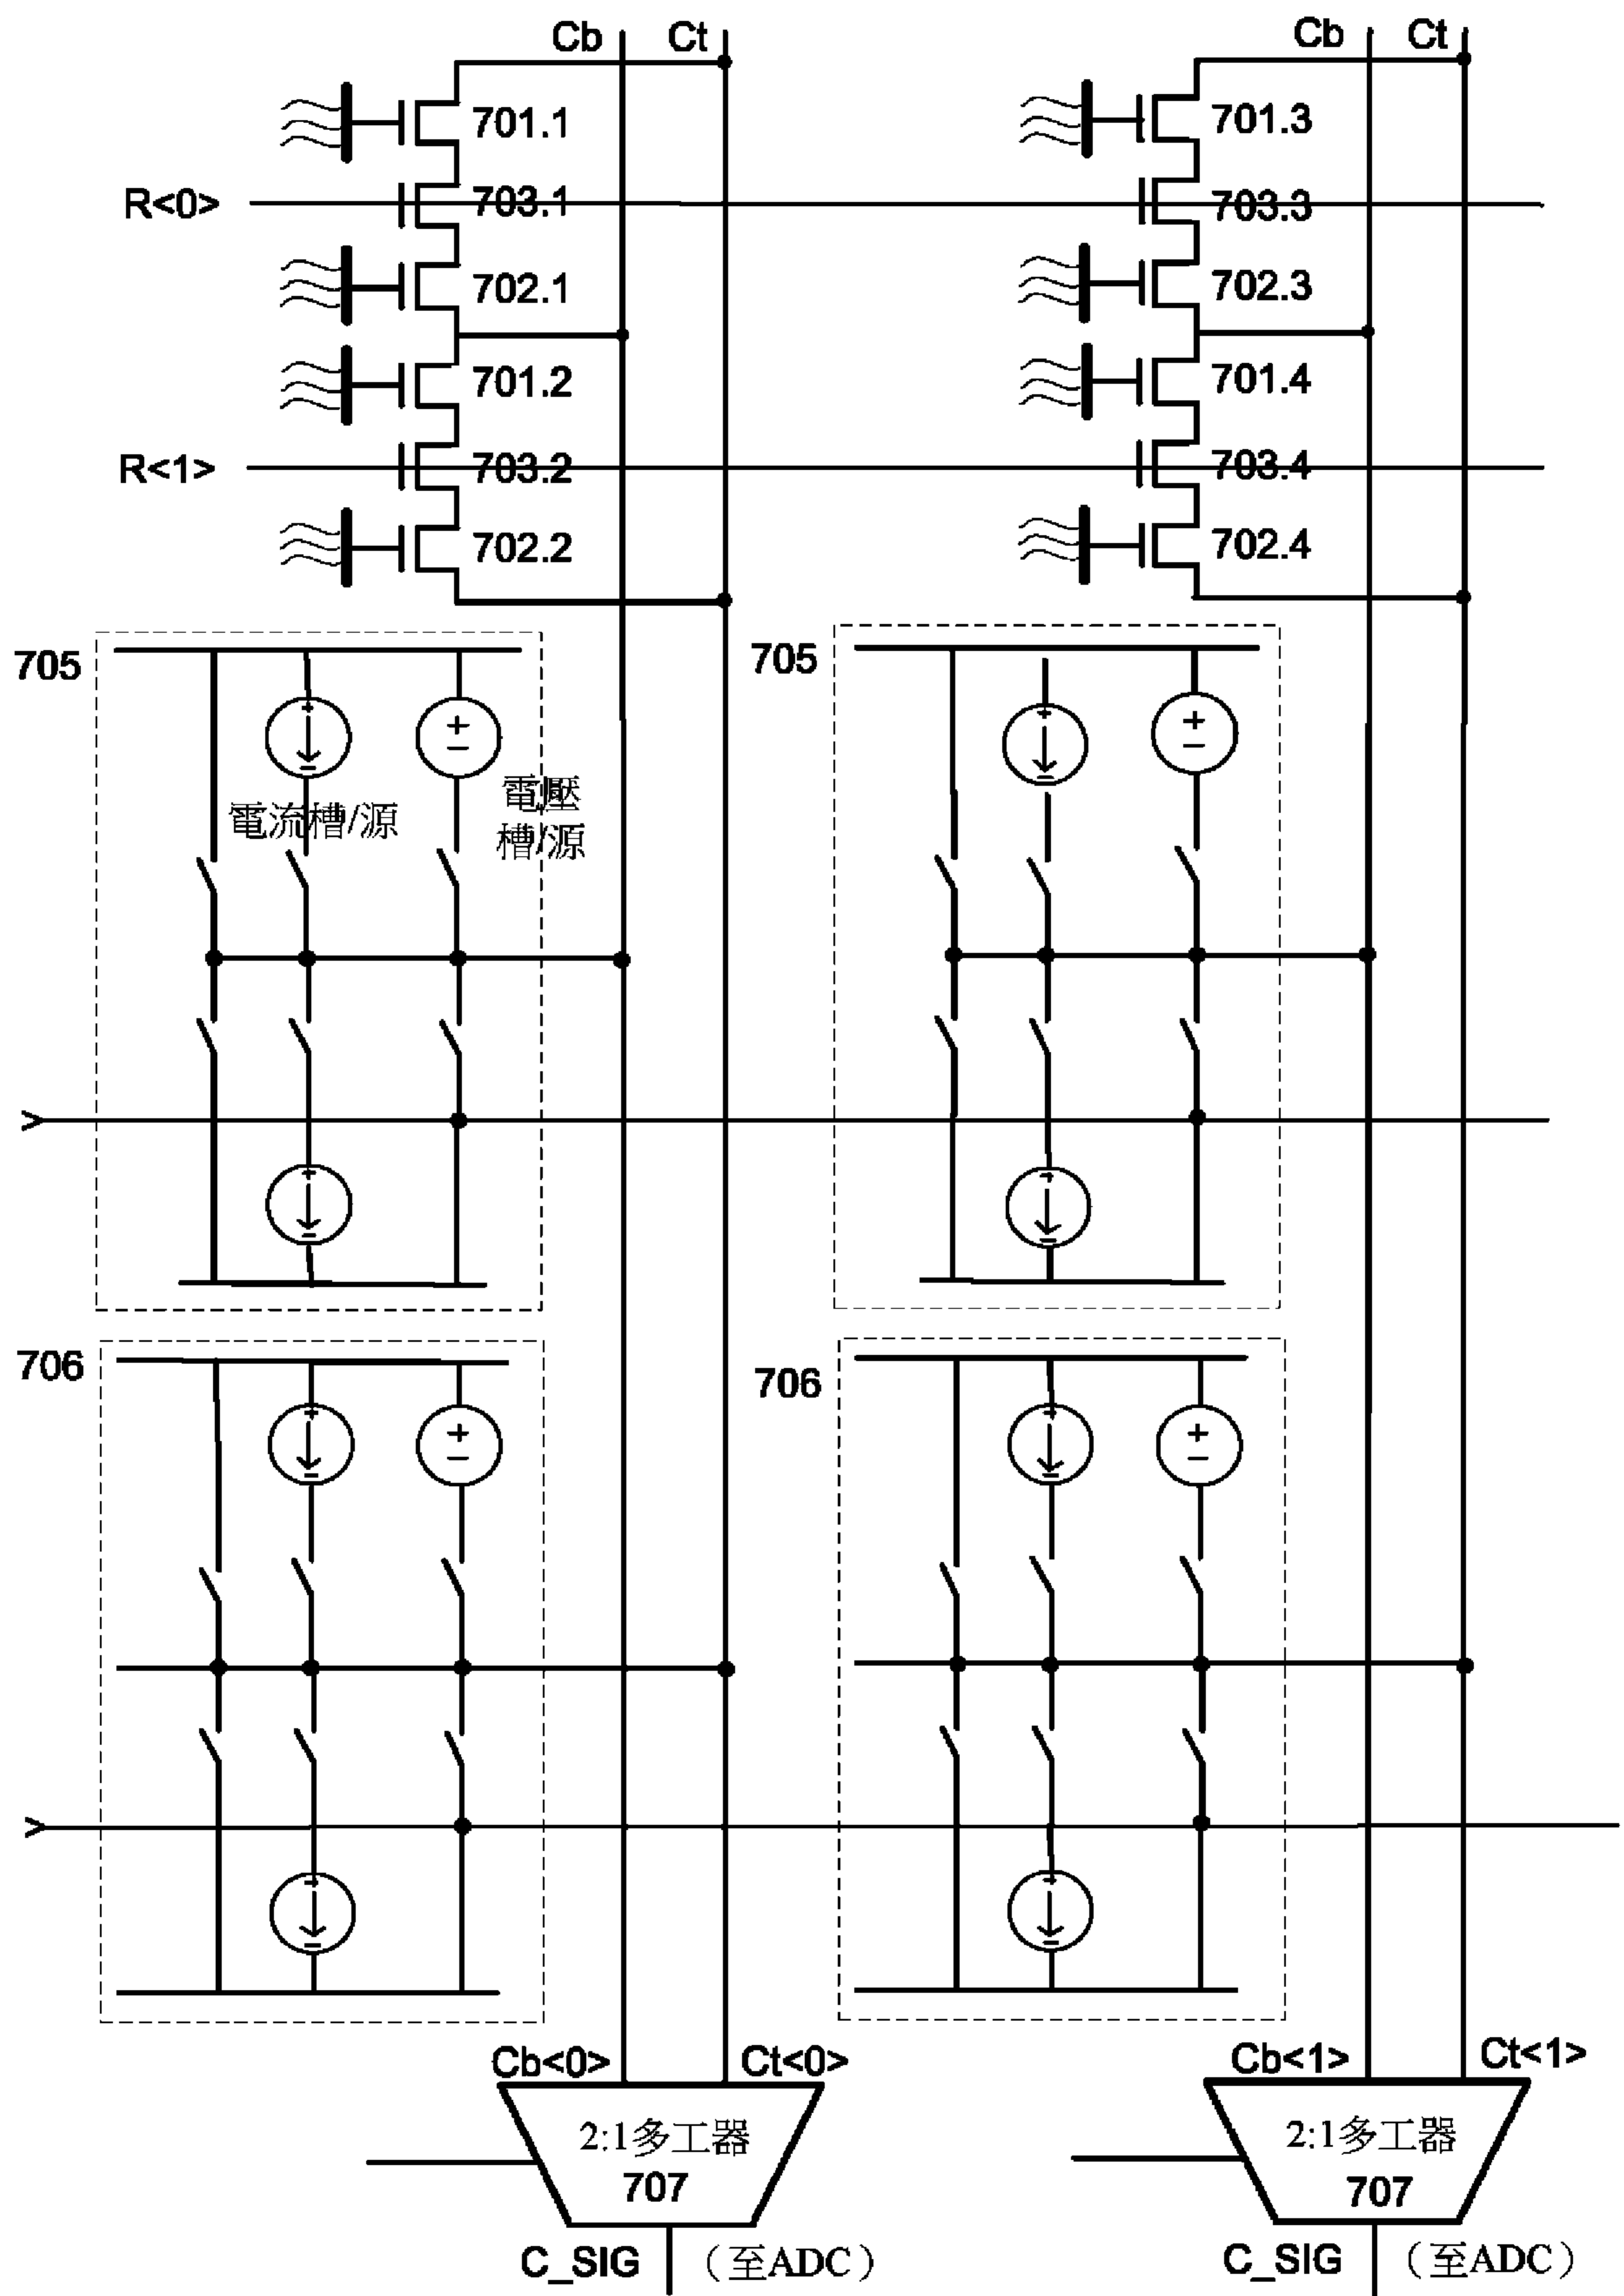 Cb Ct
Cb Ct
701.1
701.3
R<0>
703.1
703.3
702.1
702.3
701.2
701.4
R<1>
703.2
703.4
702.2
702.4
705
705
電流槽/源
電壓
槽/源
706
706
Cb<0>
Ct<0>
Cb<1>
Ct<1>
2:1多工器
707
2:1多工器
707
C_SIG
(至ADC)
C_SIG
(至ADC)